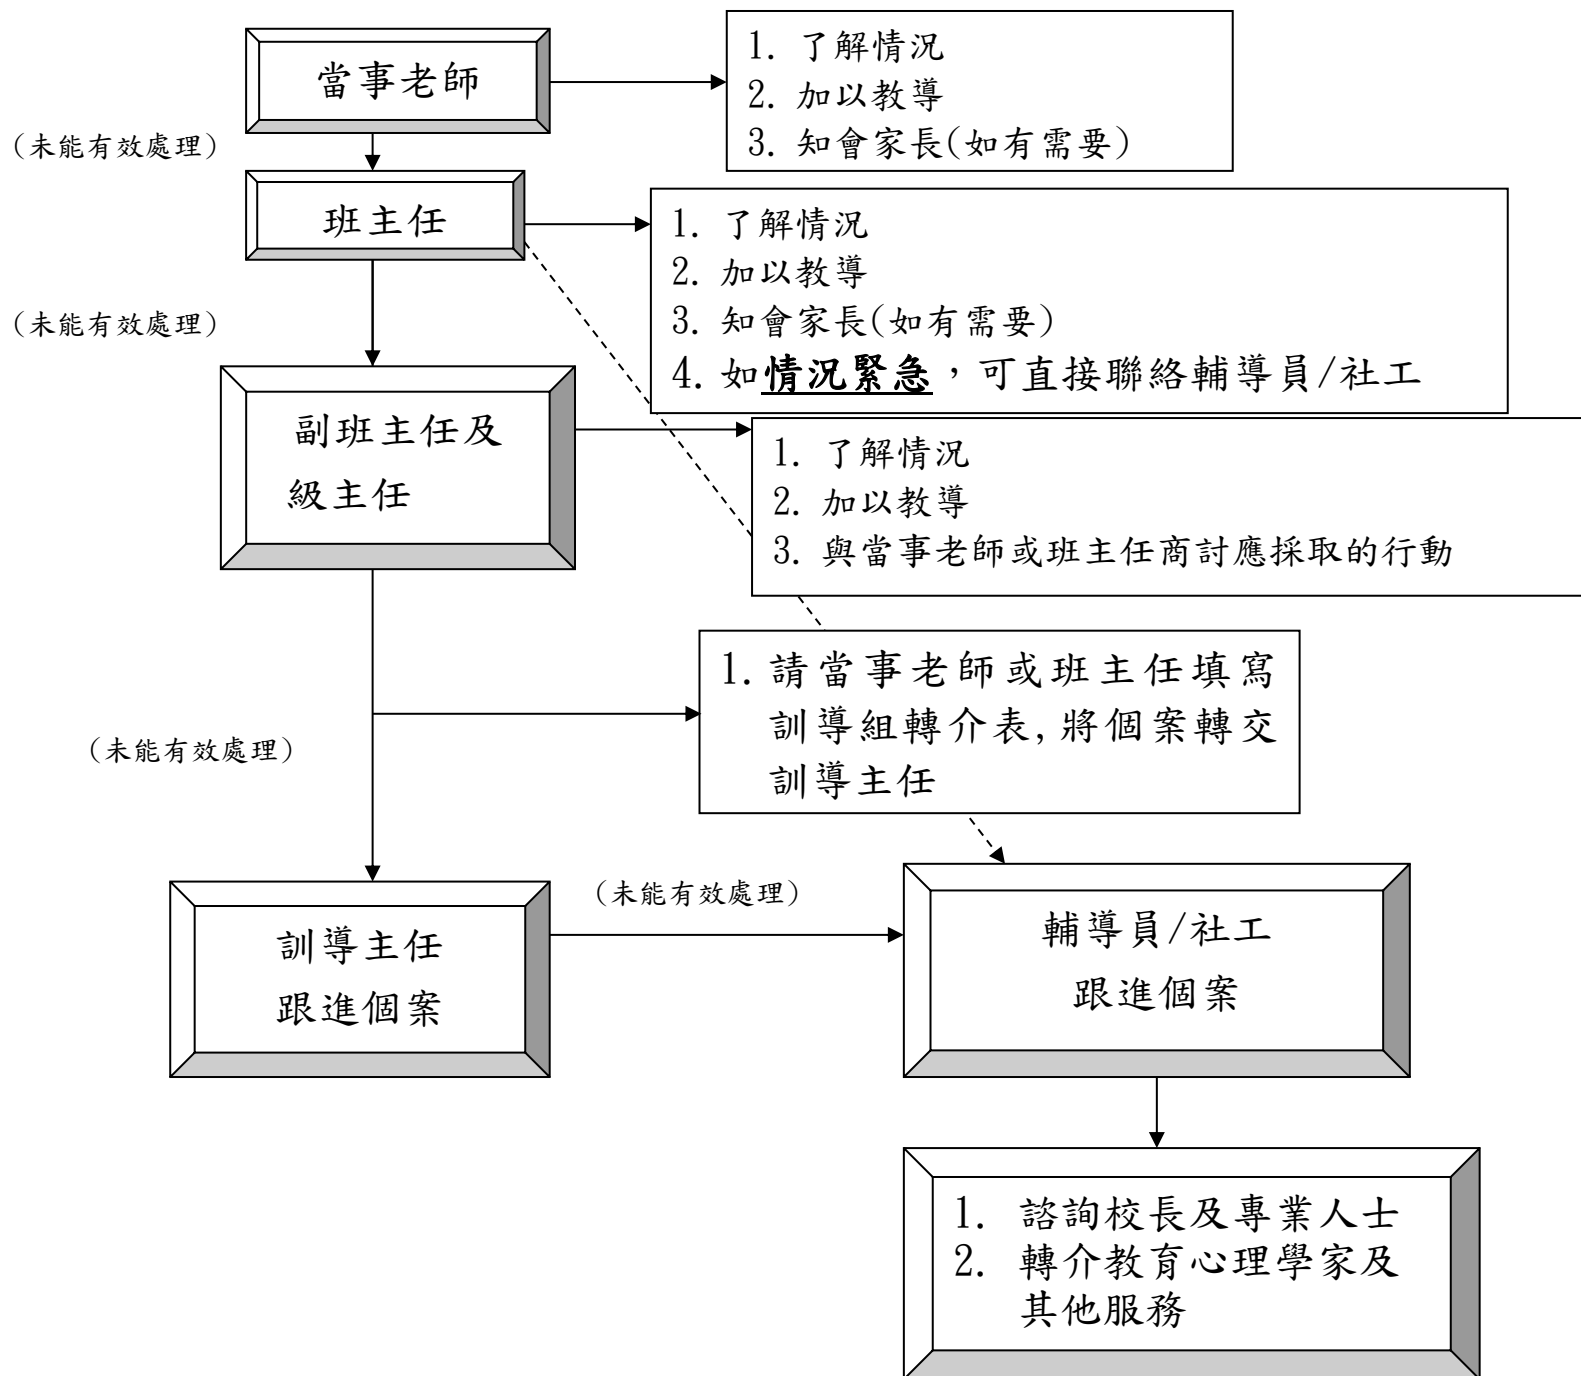 當事老師
1. 了解情況
2. 加以教導
3. 知會家長(如有需要)
(未能有效處理)
班主任
1. 了解情況
2. 加以教導
3. 知會家長(如有需要)
4. 如情況緊急，可直接聯絡輔導員/社工
(未能有效處理)
副班主任及
級主任
1. 了解情況
2. 加以教導
3. 與當事老師或班主任商討應採取的行動
1. 請當事老師或班主任填寫
訓導組轉介表,將個案轉交
訓導主任
(未能有效處理)
訓導主任
跟進個案
(未能有效處理)
輔導員/社工
跟進個案
1. 諮詢校長及專業人士
2. 轉介教育心理學家及
其他服務